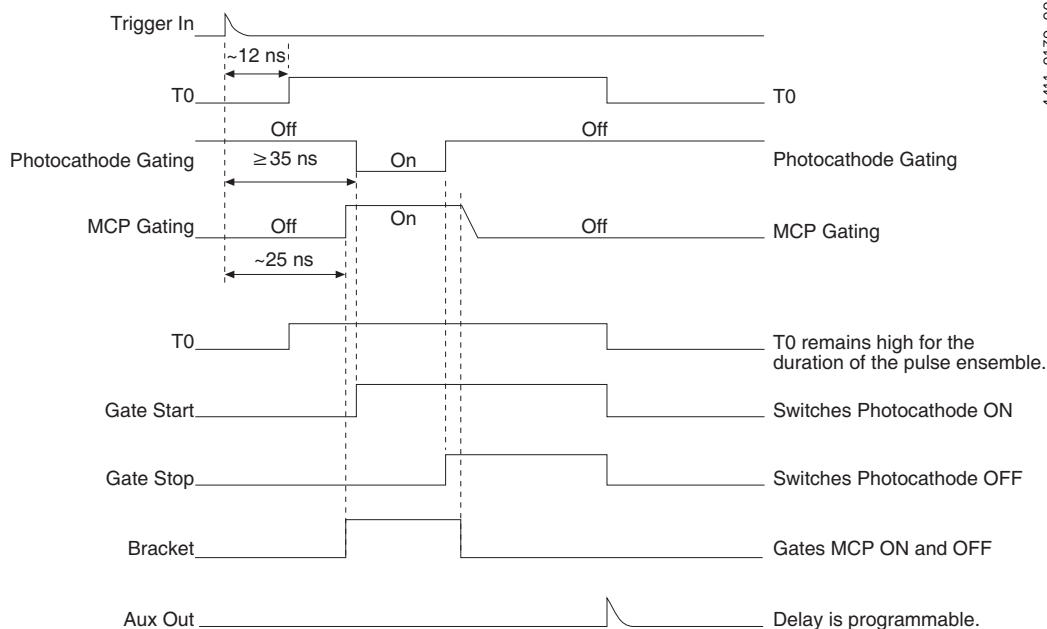 Trigger In
~12 ns
T0
T0
Off
Off
Photocathode Gating
≥35 ns
On
Photocathode Gating
MCP Gating
Off
On
Off
MCP Gating
~25 ns
T0
T0 remains high for the
duration of the pulse ensemble.
Gate Start
Switches Photocathode ON
Gate Stop
Switches Photocathode OFF
Bracket
Gates MCP ON and OFF
Aux Out
Delay is programmable.